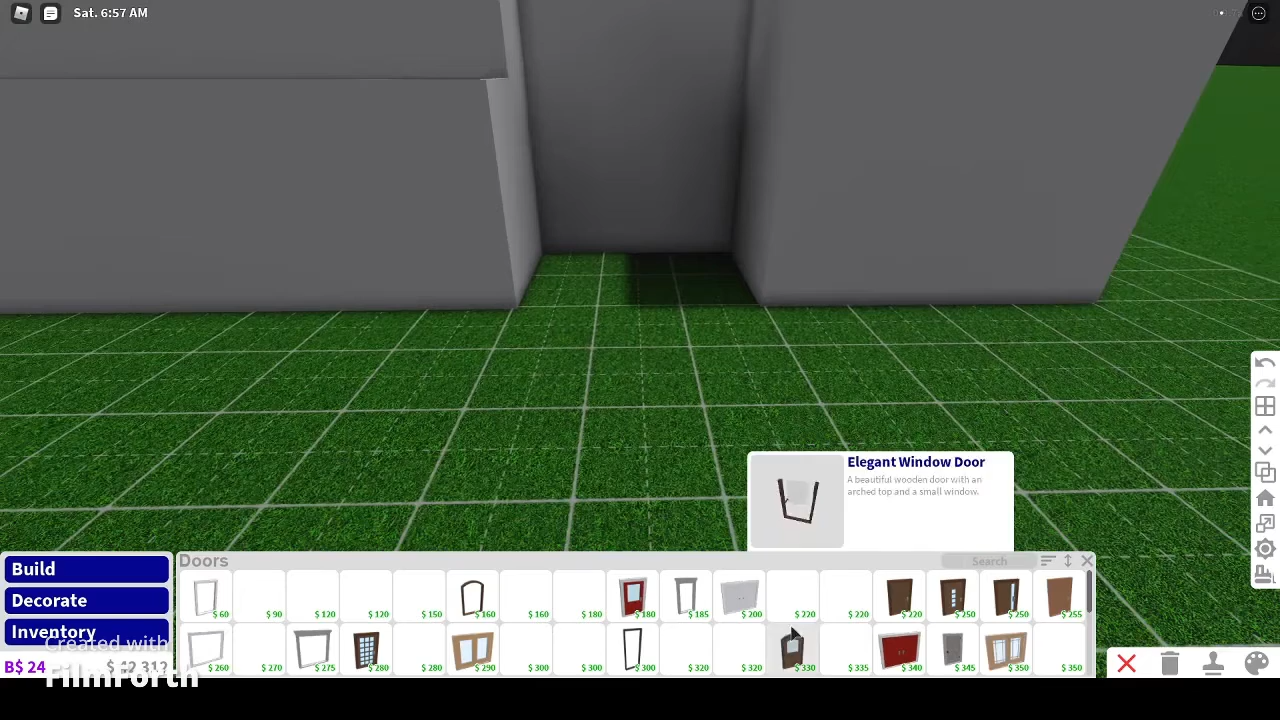 Sat. 6:57 AM
Elegant Window Door
A beautiful wooden door with an
arched top and a small window.
Build
Decorate
Inventory
B$ 24
$ 42 312
Created with
FilmForth
Doors
Search
$ 60
$ 90
$ 120
$ 120
$ 150
$ 160
$ 160
$ 180
$ 180
$ 185
$ 200
$ 220
$ 220
$ 220
$ 250
$ 250
$ 255
$ 260
$ 270
$ 275
$ 280
$ 280
$ 290
$ 300
$ 300
$ 300
$ 320
$ 320
$ 330
$ 335
$ 340
$ 345
$ 350
$ 350